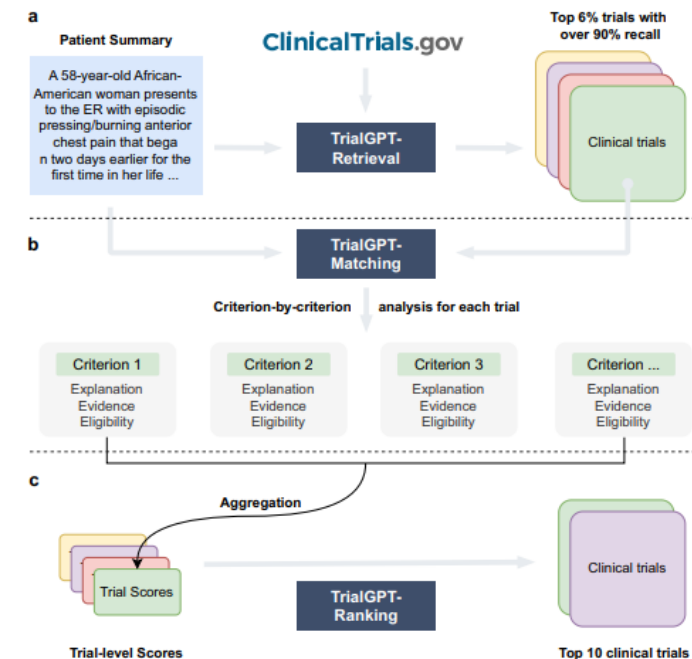 a
Patient Summary
A 58-year-old African-
American woman presents
to the ER with episodic
pressing/burning anterior
chest pain that bega
n two days earlier for the
first time in her life ...
ClinicalTrials.gov
TrialGPT-
Retrieval
Top 6% trials with
over 90% recall
Clinical trials
b
TrialGPT-
Matching
Criterion-by-criterion analysis for each trial
Criterion 1
Explanation
Evidence
Eligibility
Criterion 2
Explanation
Evidence
Eligibility
Criterion 3
Explanation
Evidence
Eligibility
Criterion ...
Explanation
Evidence
Eligibility
c
Aggregation
Trial Scores
Trial-level Scores
TrialGPT-
Ranking
Clinical trials
Top 10 clinical trials